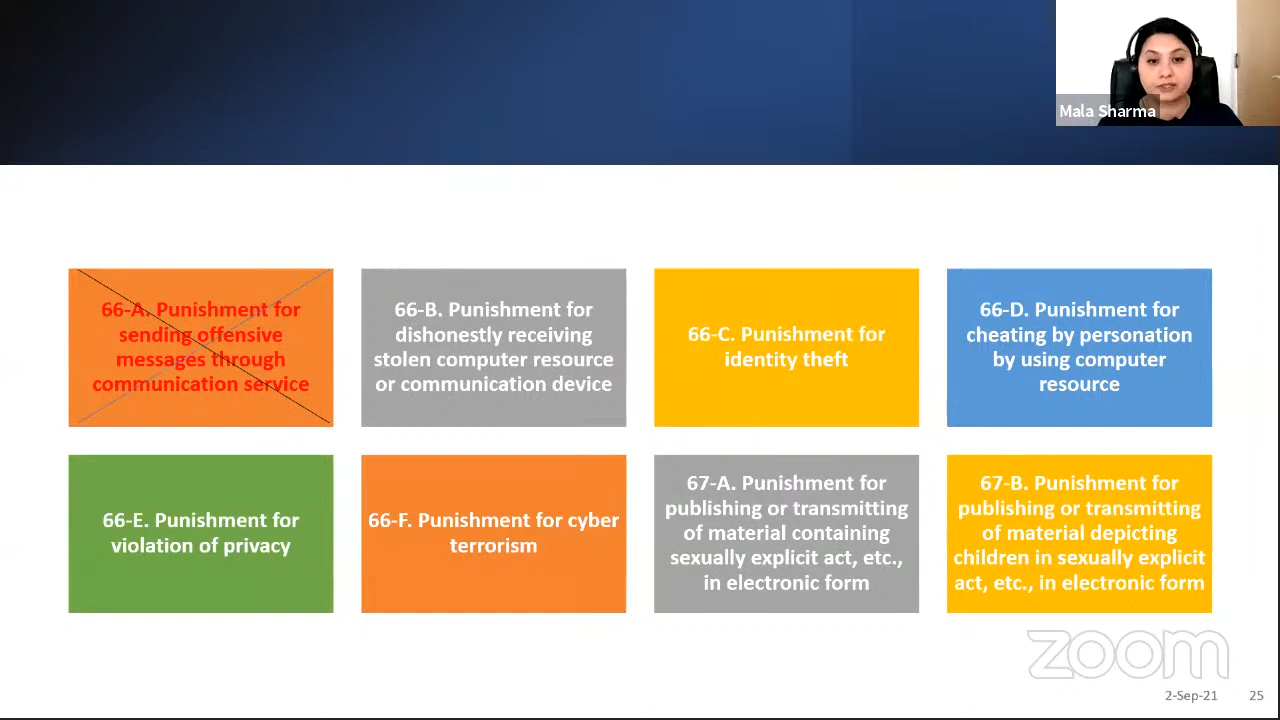 Mala Sharma
66-A. Punishment for
sending offensive
messages through
communication service
66-B. Punishment for
dishonestly receiving
stolen computer resource
or communication device
66-C. Punishment for
identity theft
66-D. Punishment for
cheating by personation
by using computer
resource
66-E. Punishment for
violation of privacy
66-F. Punishment for cyber
terrorism
67-A. Punishment for
publishing or transmitting
of material containing
sexually explicit act, etc.,
in electronic form
67-B. Punishment for
publishing or transmitting
of material depicting
children in sexually explicit
act, etc., in electronic form
zoom
2-Sep-21
25